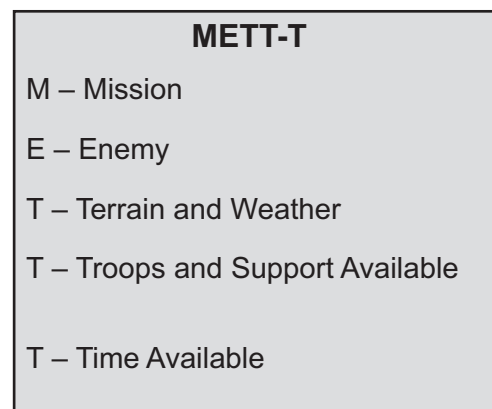 METT-T
M – Mission
E – Enemy
T – Terrain and Weather
T – Troops and Support Available
T – Time Available